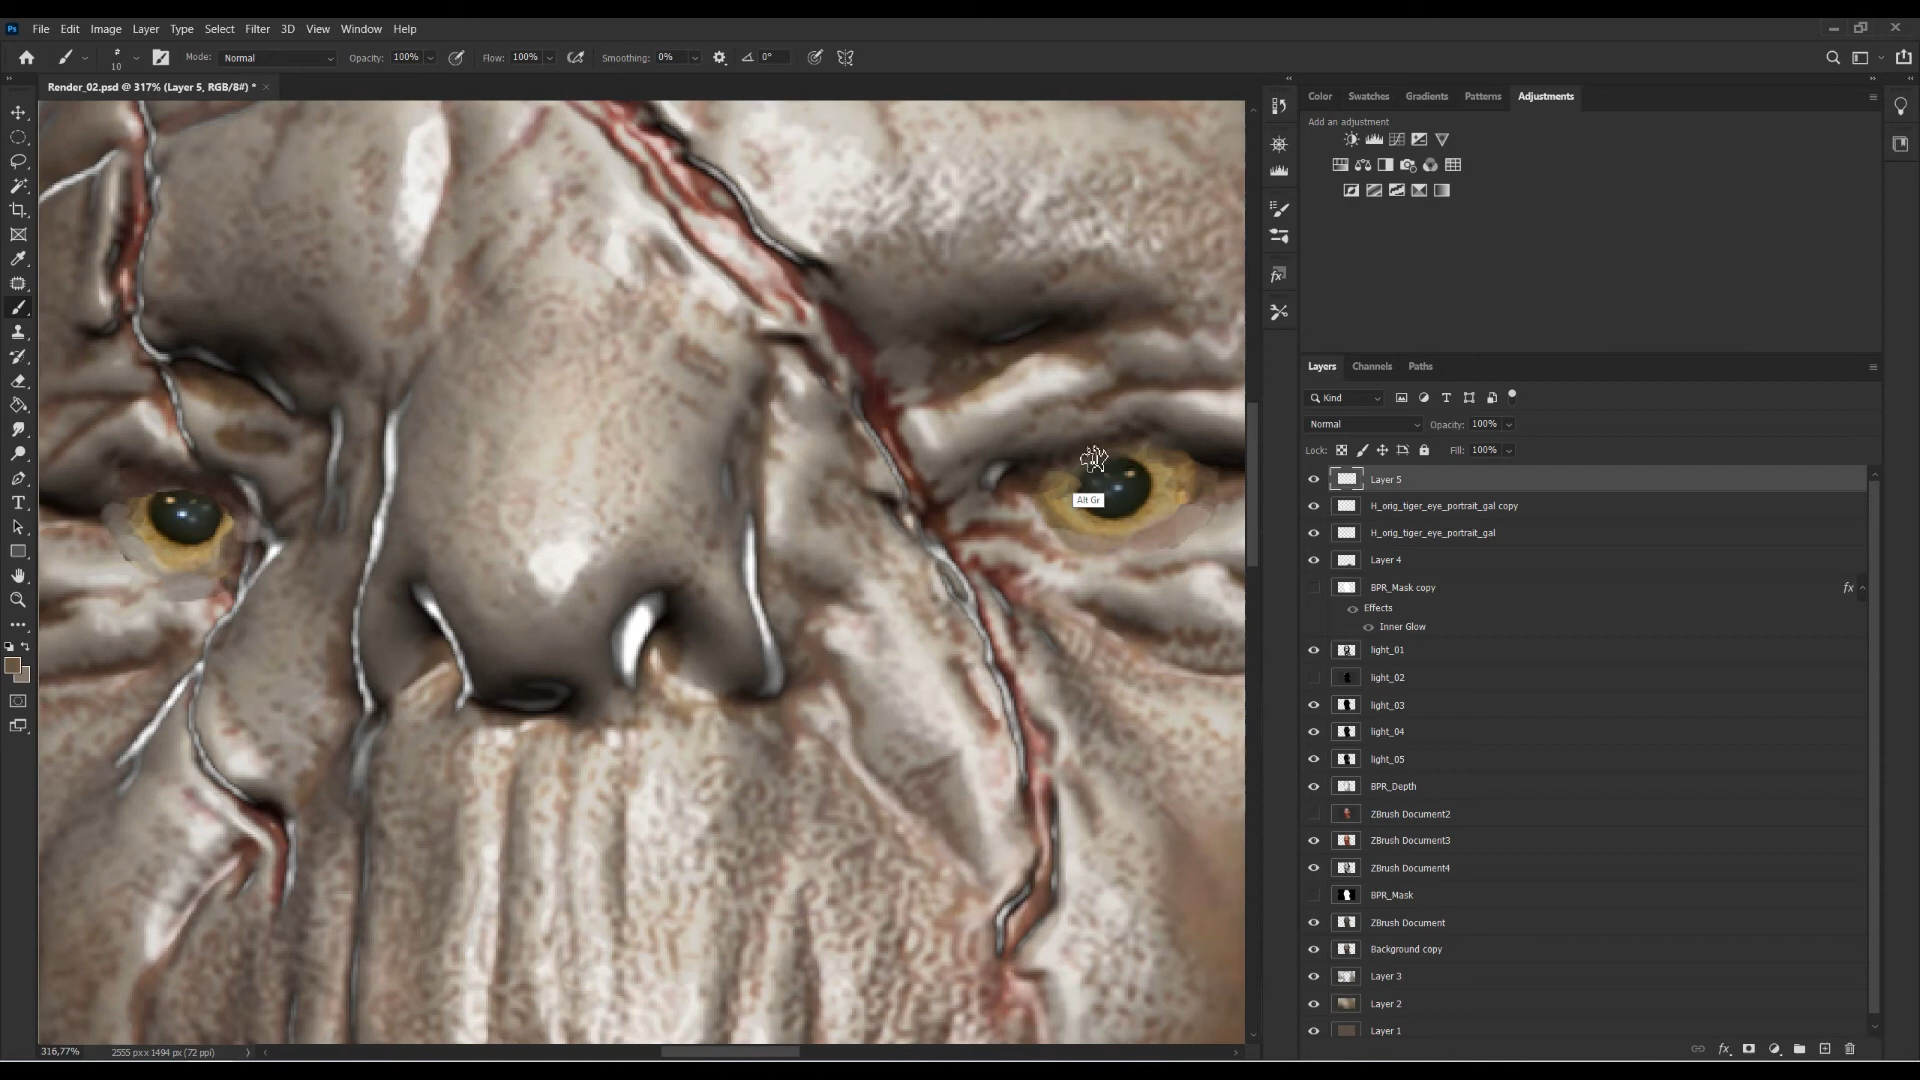 Ps File Edit Image Layer Type Select Filter 3D View Window Help
10 Mode: Normal Opacity: 100% Flow: 100% Smoothing: 0% 0°
Render_02.psd @ 317% (Layer 5, RGB/8#) * ×
Color Swatches Gradients Patterns Adjustments
Add an adjustment
Layers Channels Paths
Kind
Normal Opacity: 100%
Lock: Fill: 100%
Layer 5
Alt Gr
H_orig_tiger_eye_portrait_gal copy
H_orig_tiger_eye_portrait_gal
Layer 4
BPR_Mask copy fx
Effects
Inner Glow
light_01
light_02
light_03
light_04
light_05
BPR_Depth
ZBrush Document2
ZBrush Document3
ZBrush Document4
BPR_Mask
ZBrush Document
Background copy
Layer 3
Layer 2
Layer 1
316,77% 2555 px x 1494 px (72 ppi)